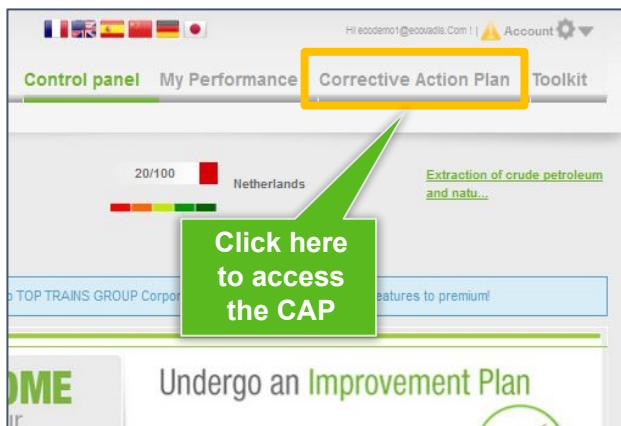 Hi ecodemo1@ecovadis.Com ! | Account
Control panel My Performance Corrective Action Plan Toolkit
20/100 Netherlands Extraction of crude petroleum
and natu...
Click here
to access
the CAP
TOP TRAINS GROUP Corpor eatures to premium!
OME Undergo an Improvement Plan